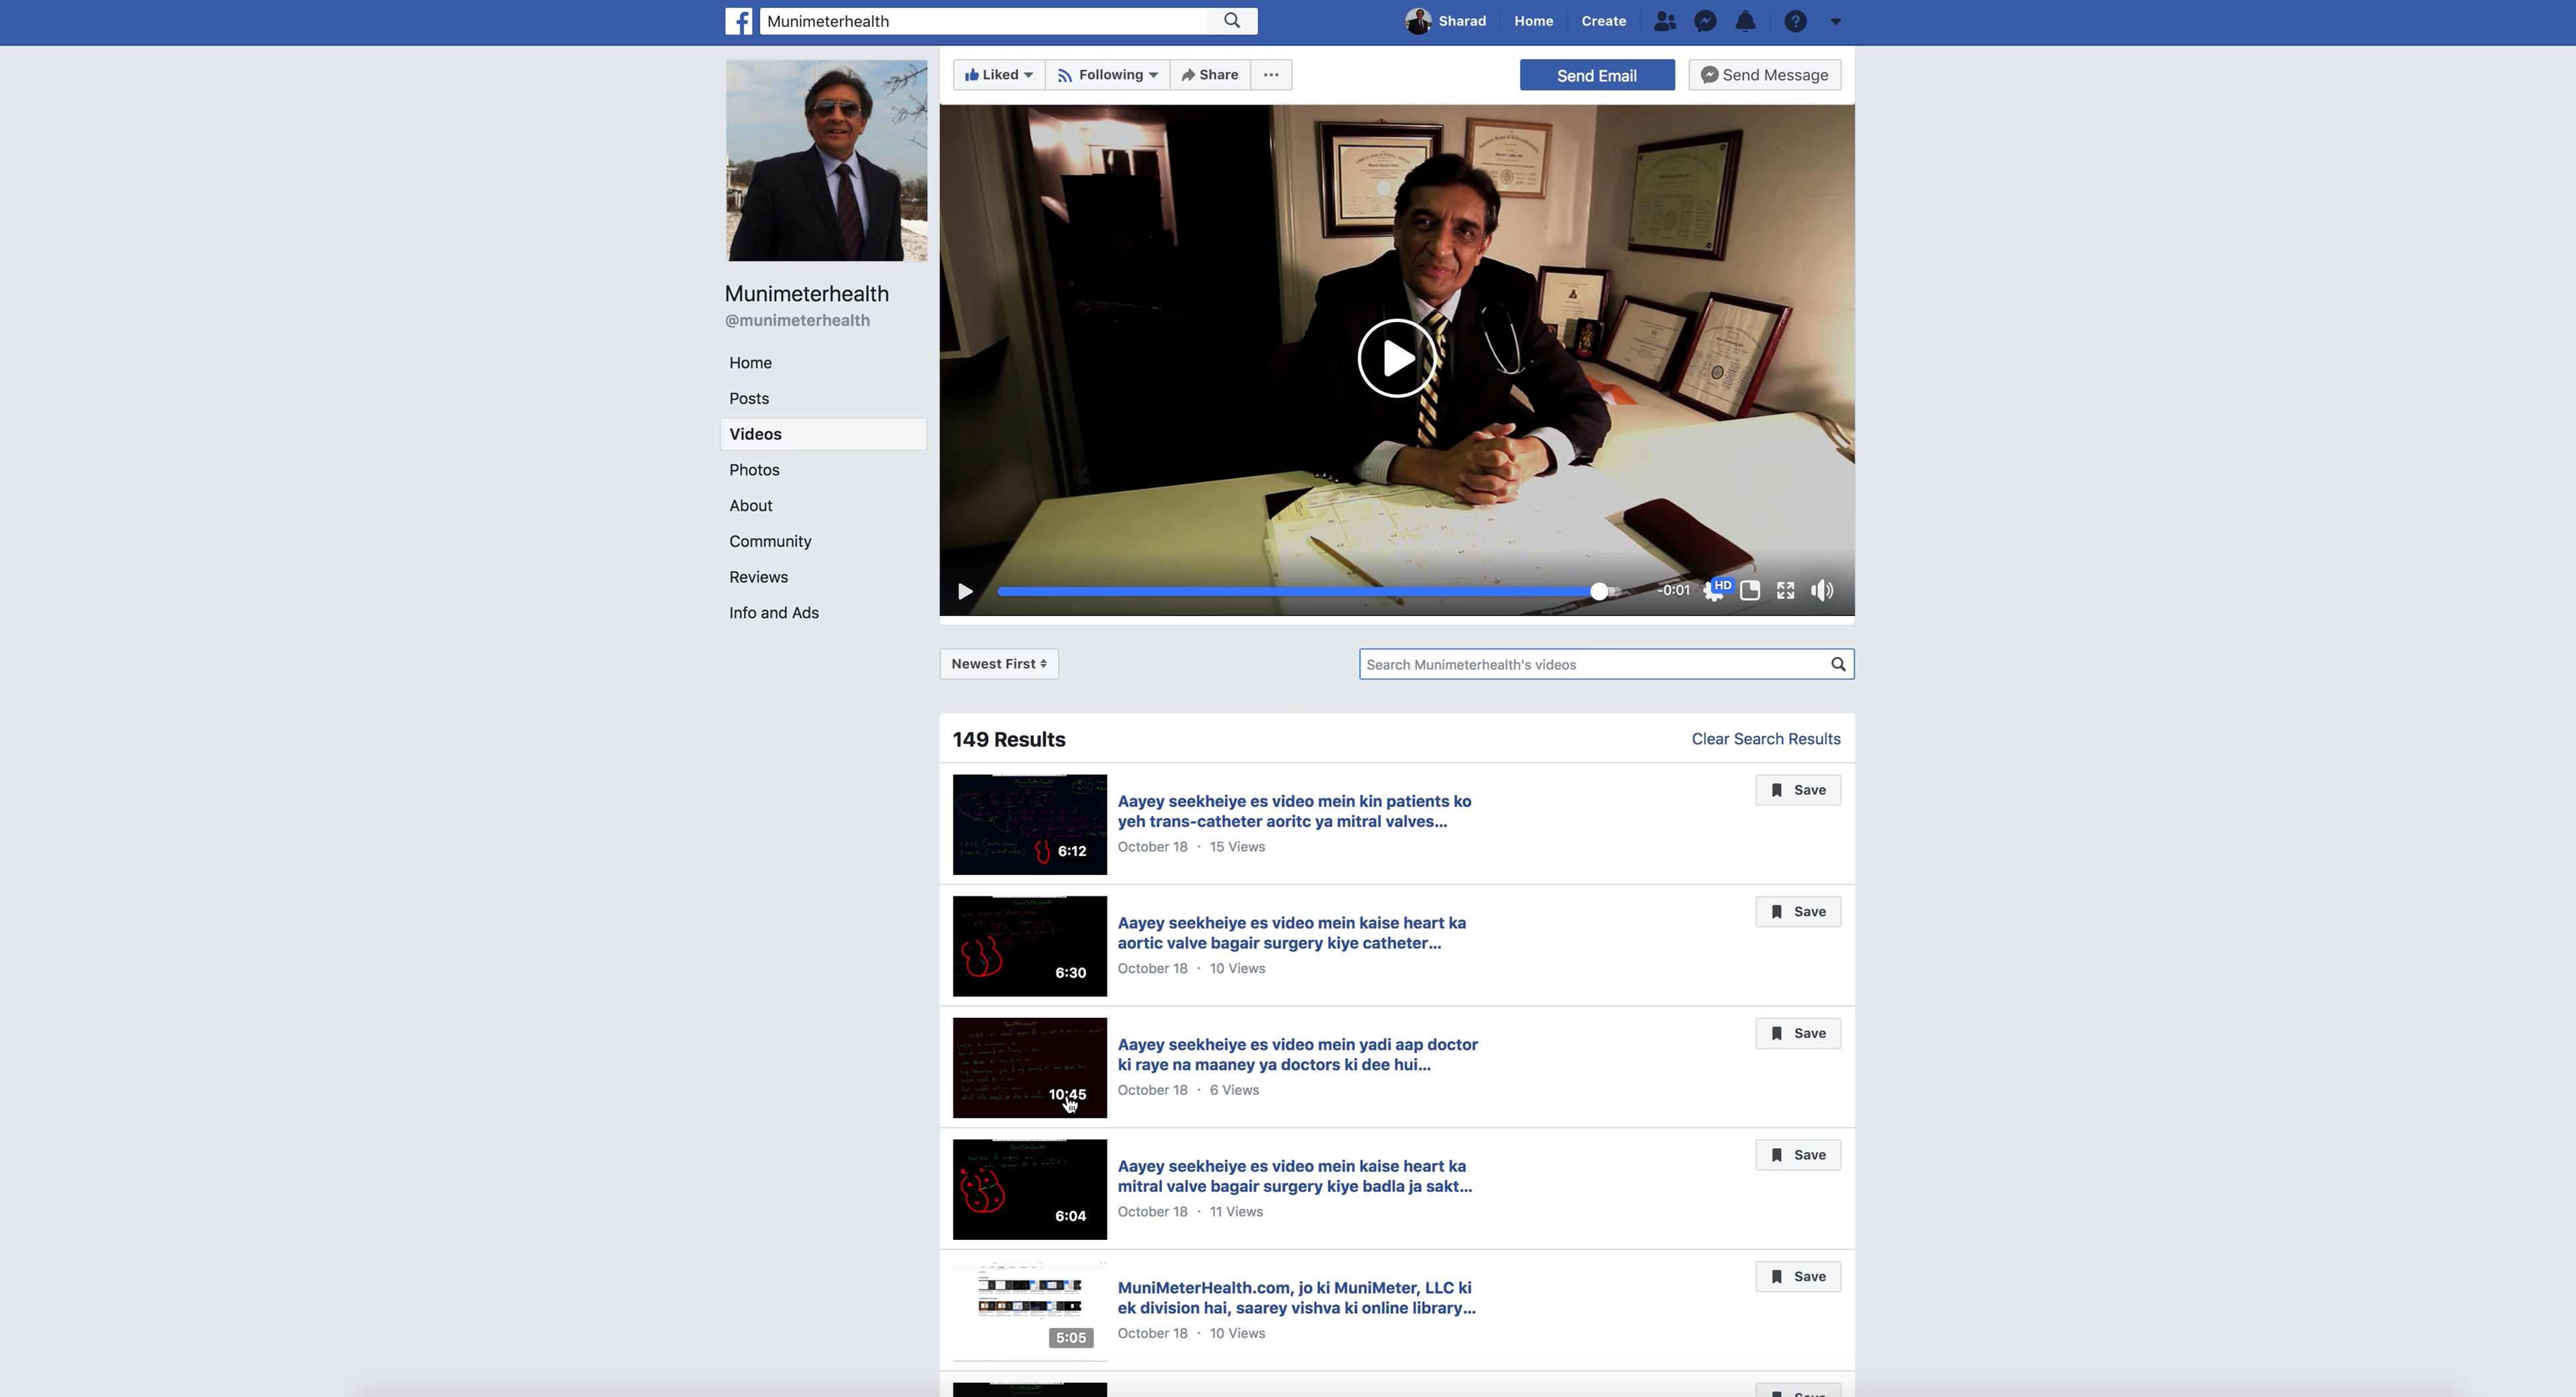 Munimeterhealth
Sharad
Home
Create
Liked
Following
Share
Send Email
Send Message
Munimeterhealth
@munimeterhealth
Home
Posts
Videos
Photos
About
Community
Reviews
Info and Ads
-0:01
HD
Newest First
Search Munimeterhealth's videos
149 Results
Clear Search Results
6:12
Aayey seekheiye es video mein kin patients ko
yeh trans-catheter aoritc ya mitral valves...
October 18 · 15 Views
Save
6:30
Aayey seekheiye es video mein kaise heart ka
aortic valve bagair surgery kiye catheter...
October 18 · 10 Views
Save
10:45
Aayey seekheiye es video mein yadi aap doctor
ki raye na maaney ya doctors ki dee hui...
October 18 · 6 Views
Save
6:04
Aayey seekheiye es video mein kaise heart ka
mitral valve bagair surgery kiye badla ja sakt...
October 18 · 11 Views
Save
5:05
MuniMeterHealth.com, jo ki MuniMeter, LLC ki
ek division hai, saarey vishva ki online library...
October 18 · 10 Views
Save